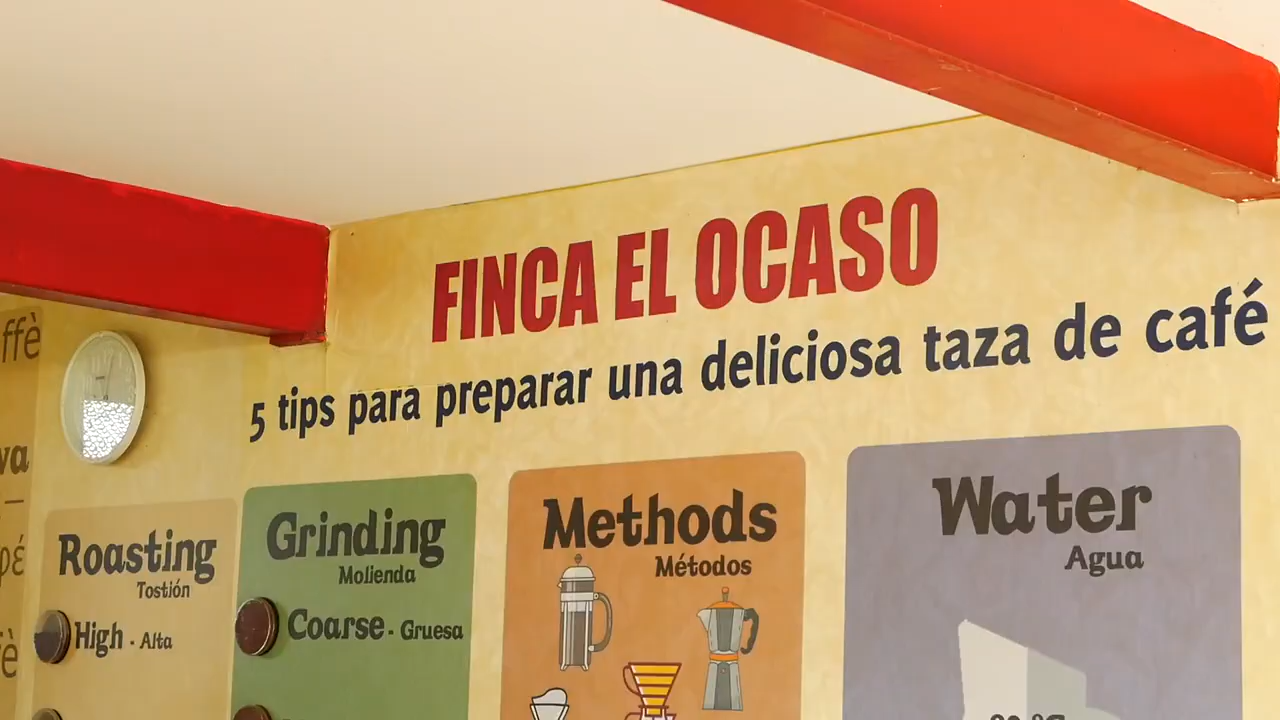 FINCA EL OCASO
5 tips para preparar una deliciosa taza de café
Roasting
Tostión
High - Alta
Grinding
Molienda
Coarse - Gruesa
Methods
Métodos
Water
Agua